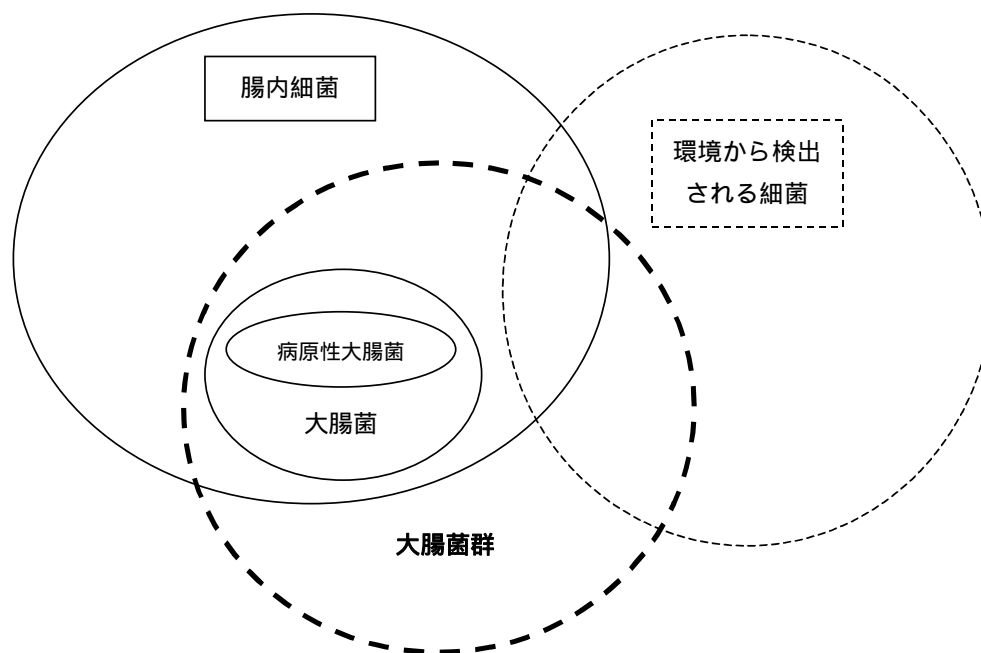 腸内細菌
環境から検出
される細菌
病原性大腸菌
大腸菌
大腸菌群